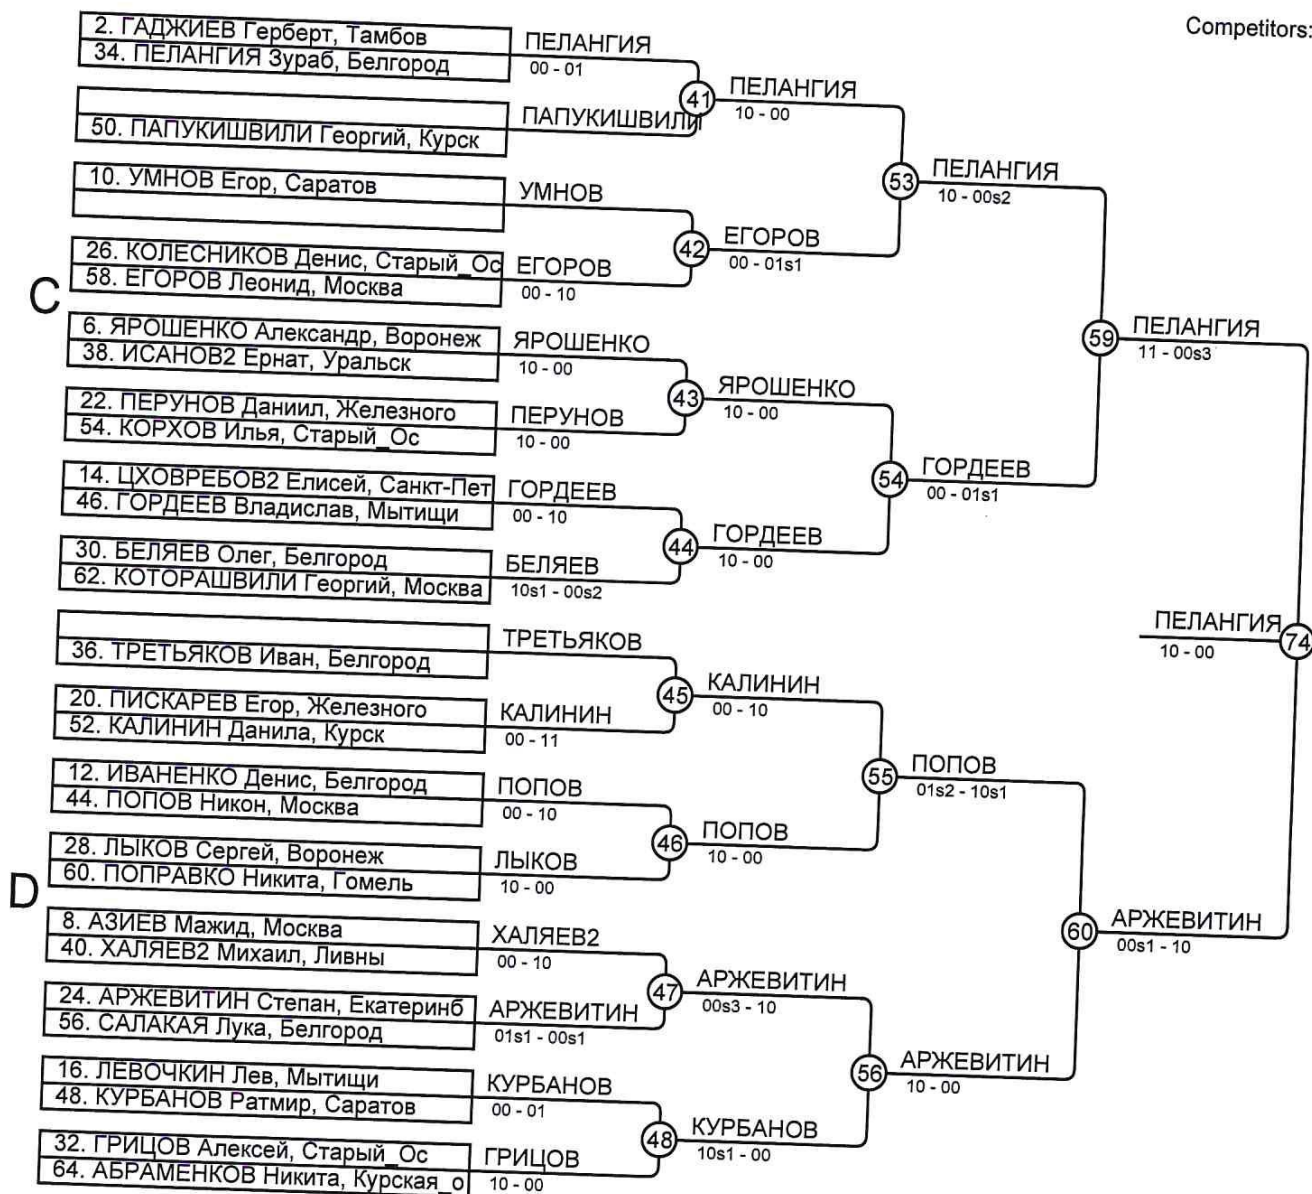 Competitors:
2. ГАДЖИЕВ Герберт, Тамбов
34. ПЕЛАНГИЯ Зураб, Белгород
ПЕЛАНГИЯ
00 - 01
50. ПАПУКИШВИЛИ Георгий, Курск
ПАПУКИШВИЛИ
41
ПЕЛАНГИЯ
10 - 00
10. УМНОВ Егор, Саратов
УМНОВ
26. КОЛЕСНИКОВ Денис, Старый_Ос
58. ЕГОРОВ Леонид, Москва
ЕГОРОВ
00 - 10
42
ЕГОРОВ
00 - 01s1
53
ПЕЛАНГИЯ
10 - 00s2
C
6. ЯРОШЕНКО Александр, Воронеж
38. ИСАНОВ2 Ернат, Уральск
ЯРОШЕНКО
10 - 00
22. ПЕРУНОВ Даниил, Железного
54. КОРХОВ Илья, Старый_Ос
ПЕРУНОВ
10 - 00
43
ЯРОШЕНКО
10 - 00
14. ЦХОВРЕБОВ2 Елисей, Санкт-Пет
46. ГОРДЕЕВ Владислав, Мытищи
ГОРДЕЕВ
00 - 10
30. БЕЛЯЕВ Олег, Белгород
62. КОТОРАШВИЛИ Георгий, Москва
БЕЛЯЕВ
10s1 - 00s2
44
ГОРДЕЕВ
10 - 00
54
ГОРДЕЕВ
00 - 01s1
59
ПЕЛАНГИЯ
11 - 00s3
36. ТРЕТЬЯКОВ Иван, Белгород
ТРЕТЬЯКОВ
20. ПИСКАРЕВ Егор, Железного
52. КАЛИНИН Данила, Курск
КАЛИНИН
00 - 11
45
КАЛИНИН
00 - 10
12. ИВАНЕНКО Денис, Белгород
44. ПОПОВ Никон, Москва
ПОПОВ
00 - 10
28. ЛЫКОВ Сергей, Воронеж
60. ПОПРАВКО Никита, Гомель
ЛЫКОВ
10 - 00
46
ПОПОВ
10 - 00
55
ПОПОВ
01s2 - 10s1
D
8. АЗИЕВ Мажид, Москва
40. ХАЛЯЕВ2 Михаил, Ливны
ХАЛЯЕВ2
00 - 10
24. АРЖЕВИТИН Степан, Екатеринб
56. САЛАКАЯ Лука, Белгород
АРЖЕВИТИН
01s1 - 00s1
47
АРЖЕВИТИН
00s3 - 10
16. ЛЕВОЧКИН Лев, Мытищи
48. КУРБАНОВ Ратмир, Саратов
КУРБАНОВ
00 - 01
32. ГРИЦОВ Алексей, Старый_Ос
64. АБРАМЕНКОВ Никита, Курская_о
ГРИЦОВ
10 - 00
48
КУРБАНОВ
10s1 - 00
56
АРЖЕВИТИН
10 - 00
60
АРЖЕВИТИН
00s1 - 10
ПЕЛАНГИЯ
10 - 00
74